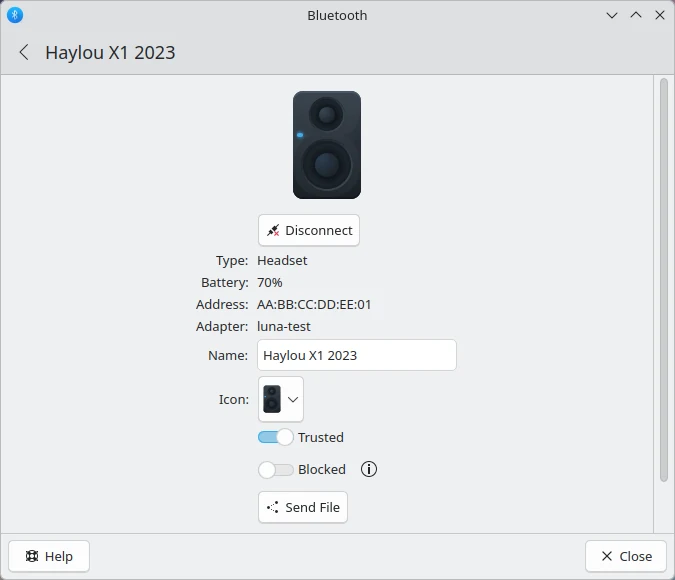 Bluetooth
Haylou X1 2023
Disconnect
Type: Headset
Battery: 70%
Address: AA:BB:CC:DD:EE:01
Adapter: luna-test
Name: Haylou X1 2023
Icon:
Trusted
Blocked
Send File
Help
Close